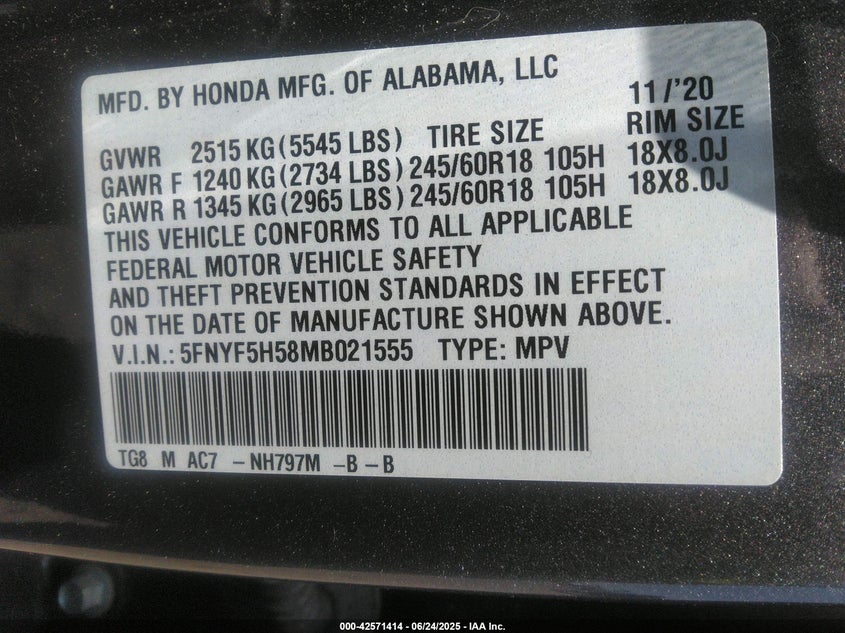 MFD. BY HONDA MFG. OF ALABAMA, LLC 11/'20
GVWR 2515 KG (5545 LBS) TIRE SIZE RIM SIZE
GAWR F 1240 KG (2734 LBS) 245/60R18 105H 18X8.0J
GAWR R 1345 KG (2965 LBS) 245/60R18 105H 18X8.0J
THIS VEHICLE CONFORMS TO ALL APPLICABLE
FEDERAL MOTOR VEHICLE SAFETY
AND THEFT PREVENTION STANDARDS IN EFFECT
ON THE DATE OF MANUFACTURE SHOWN ABOVE.
V.I.N.: 5FNYF5H58MB021555 TYPE: MPV
TG8 M AC7 – NH797M – B – B
000-42571414 - 06/24/2025 - IAA Inc.